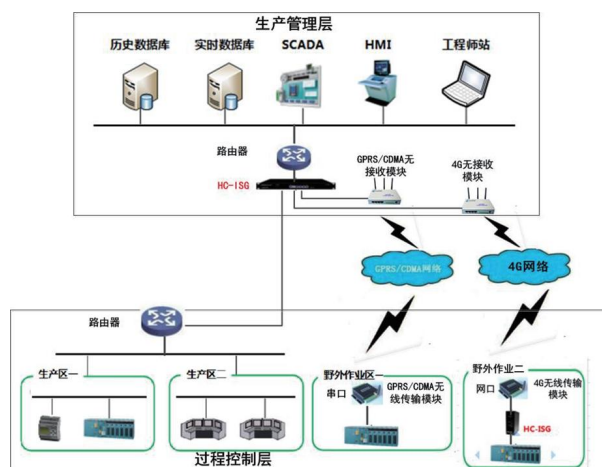 生产管理层
历史数据库
实时数据库
SCADA
HMI
工程师站
路由器
HC-ISG
GPRS/CDMA无
接收模块
4G无接收
模块
GPRS/CDMA网络
4G网络
路由器
生产区一
生产区二
野外作业区一
串口
GPRS/CDMA无
线传输模块
野外作业二
网口
4G无线传输
模块
HC-ISG
过程控制层